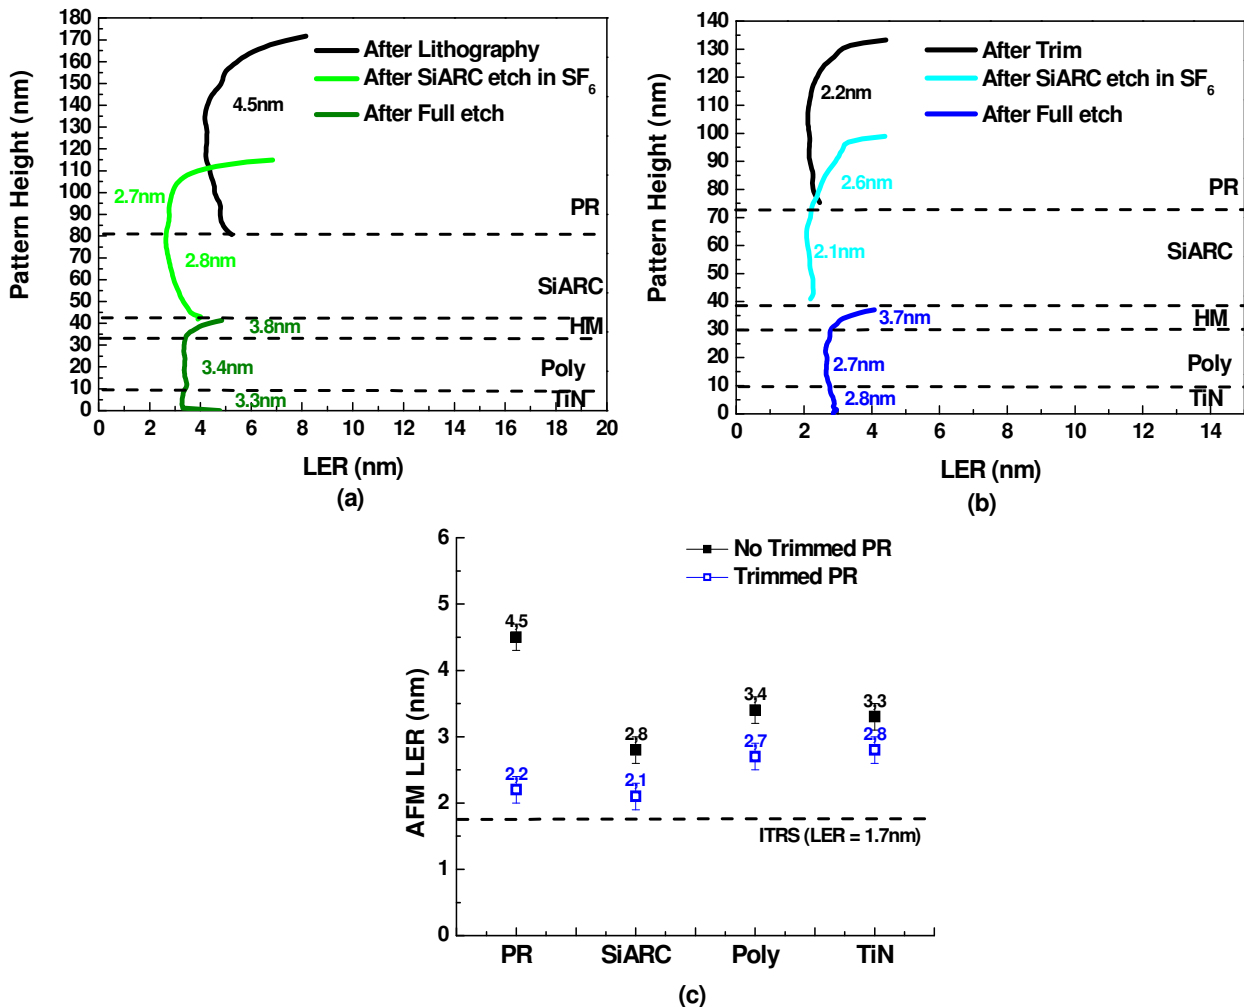 180
170
160
150
140
130
120
110
100
90
80
70
60
50
40
30
20
10
0
Pattern Height (nm)
After Lithography
After SiARC etch in SF6
After Full etch
4.5nm
2.7nm
2.8nm
3.8nm
3.4nm
3.3nm
PR
SiARC
HM
Poly
TiN
0 2 4 6 8 10 12 14 16 18 20
LER (nm)
(a)
140
130
120
110
100
90
80
70
60
50
40
30
20
10
0
Pattern Height (nm)
After Trim
After SiARC etch in SF6
After Full etch
2.2nm
2.6nm
2.1nm
3.7nm
2.7nm
2.8nm
PR
SiARC
HM
Poly
TiN
0 2 4 6 8 10 12 14
LER (nm)
(b)
6
5
4
3
2
1
0
AFM LER (nm)
No Trimmed PR
Trimmed PR
4.5
2.2
2.8
2.1
3.4
2.7
3.3
2.8
ITRS (LER = 1.7nm)
PR SiARC Poly TiN
(c)